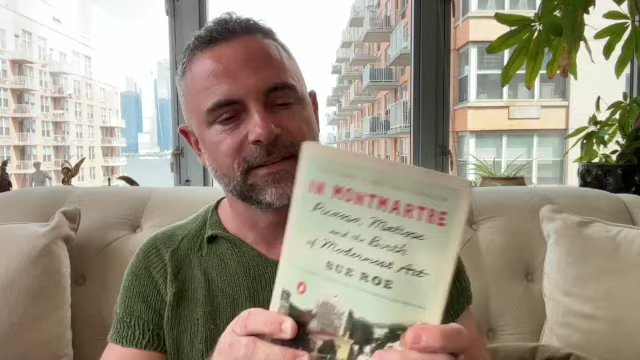 IN MONTMARTRE
Picasso, Matisse
and the Birth
of Modernist Art
SUE ROE